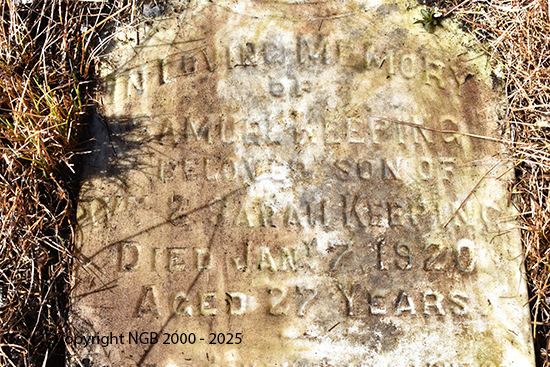 IN LOVING MEMORY
OF
SAMUEL KEEPING
BELOVED SON OF
& SARAH KEEPING
DIED JAN. 7 1920
AGED 27 YEARS
Copyright NGB 2000 - 2025